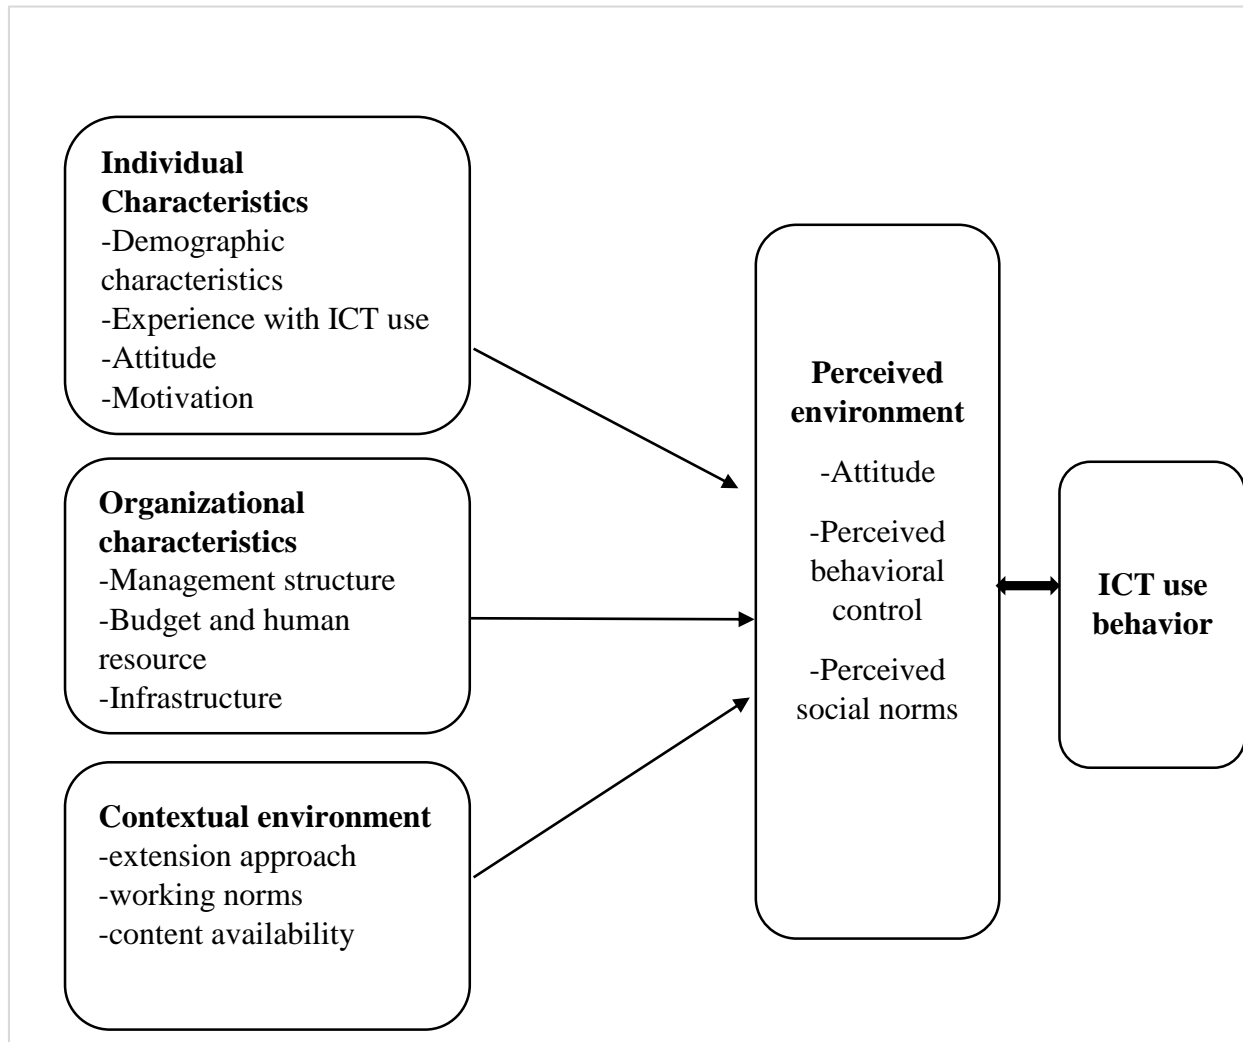 Individual
Characteristics
-Demographic
characteristics
-Experience with ICT use
-Attitude
-Motivation
Organizational
characteristics
-Management structure
-Budget and human
resource
-Infrastructure
Contextual environment
-extension approach
-working norms
-content availability
Perceived
environment
-Attitude
-Perceived
behavioral
control
-Perceived
social norms
ICT use
behavior